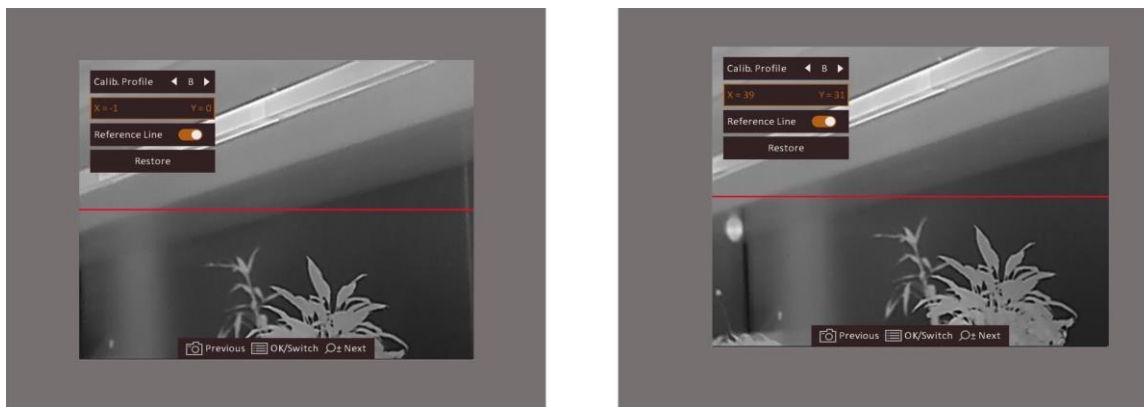 Calib. Profile B
X = -1 Y = 0
Reference Line
Restore
Previous OK/Switch Next
Calib. Profile B
X = 39 Y = 31
Reference Line
Restore
Previous OK/Switch Next